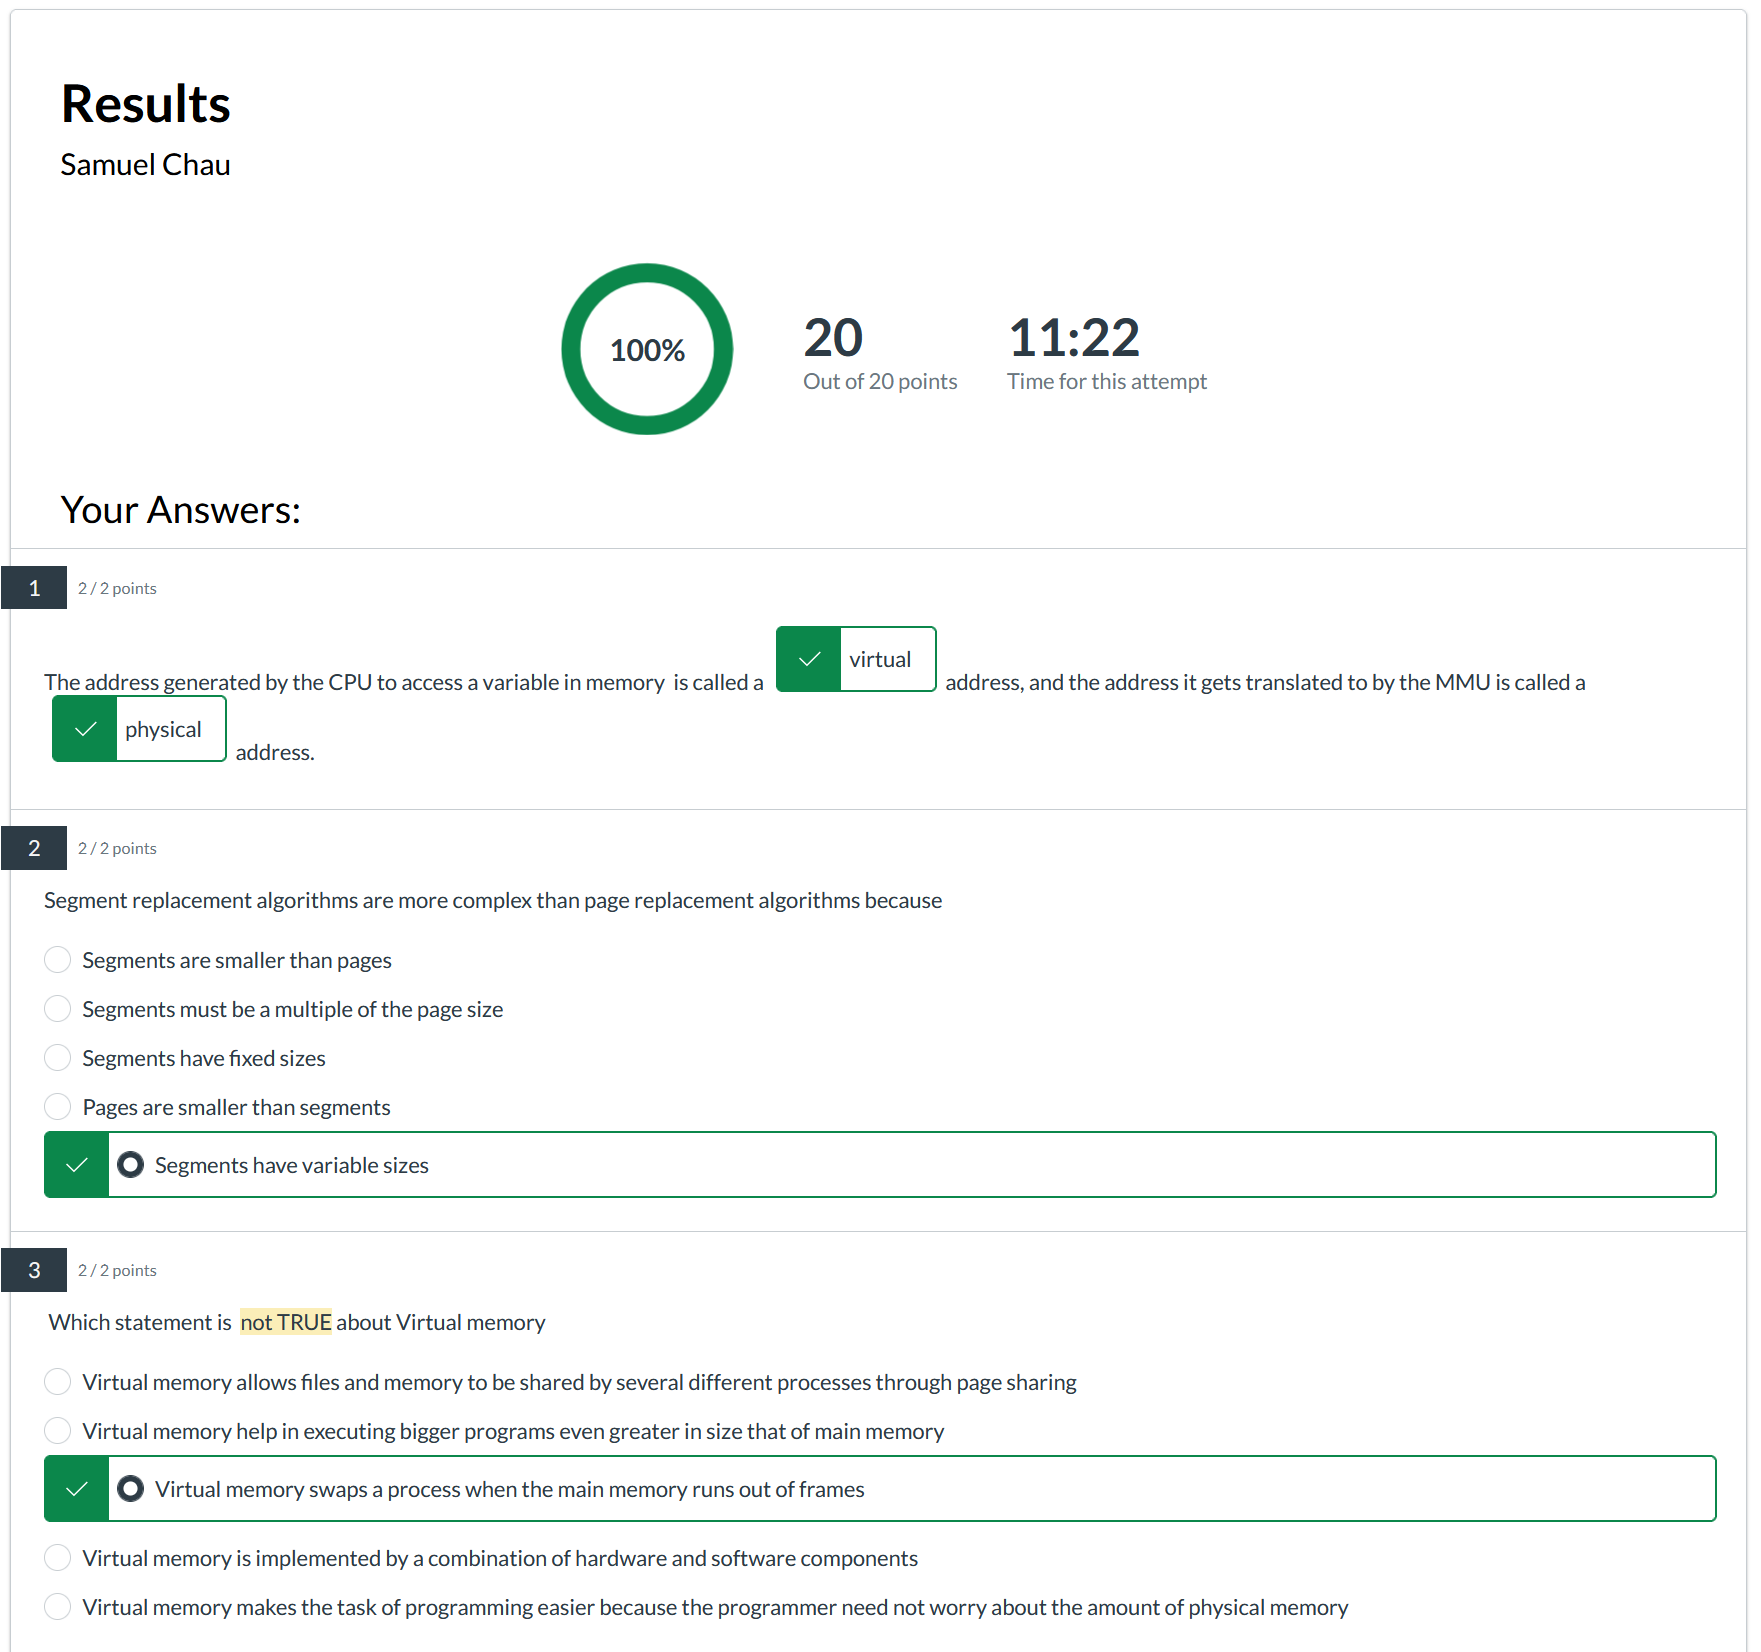 Results
Samuel Chau
100%
20
Out of 20 points
11:22
Time for this attempt
Your Answers:
1
2 / 2 points
The address generated by the CPU to access a variable in memory is called a virtual address, and the address it gets translated to by the MMU is called a
physical address.
2
2 / 2 points
Segment replacement algorithms are more complex than page replacement algorithms because
Segments are smaller than pages
Segments must be a multiple of the page size
Segments have fixed sizes
Pages are smaller than segments
Segments have variable sizes
3
2 / 2 points
Which statement is not TRUE about Virtual memory
Virtual memory allows files and memory to be shared by several different processes through page sharing
Virtual memory help in executing bigger programs even greater in size that of main memory
Virtual memory swaps a process when the main memory runs out of frames
Virtual memory is implemented by a combination of hardware and software components
Virtual memory makes the task of programming easier because the programmer need not worry about the amount of physical memory